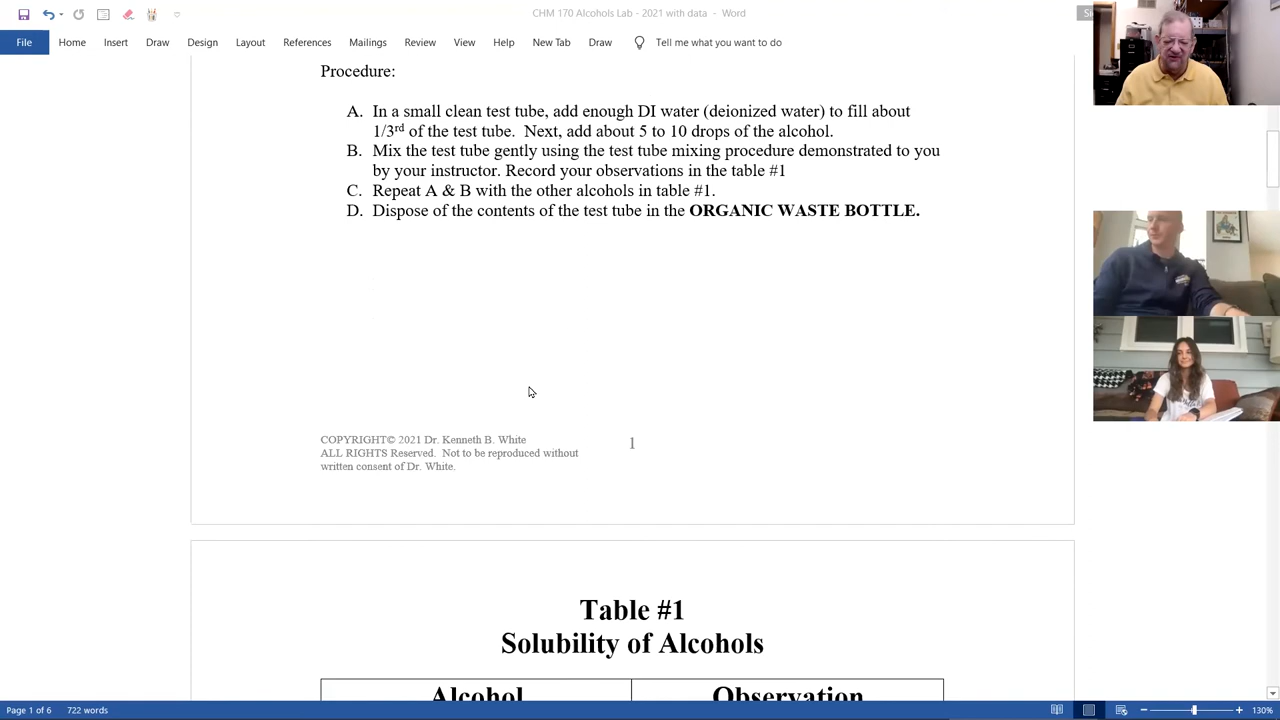 CHM 170 Alcohols Lab - 2021 with data - Word
File Home Insert Draw Design Layout References Mailings Review View Help New Tab Draw Tell me what you want to do
Procedure:
A. In a small clean test tube, add enough DI water (deionized water) to fill about
1/3rd of the test tube. Next, add about 5 to 10 drops of the alcohol.
B. Mix the test tube gently using the test tube mixing procedure demonstrated to you
by your instructor. Record your observations in the table #1
C. Repeat A & B with the other alcohols in table #1.
D. Dispose of the contents of the test tube in the ORGANIC WASTE BOTTLE.
COPYRIGHT© 2021 Dr. Kenneth B. White
1
ALL RIGHTS Reserved. Not to be reproduced without
written consent of Dr. White.
Table #1
Solubility of Alcohols
Alcohol Observation
Page 1 of 6 722 words 130%